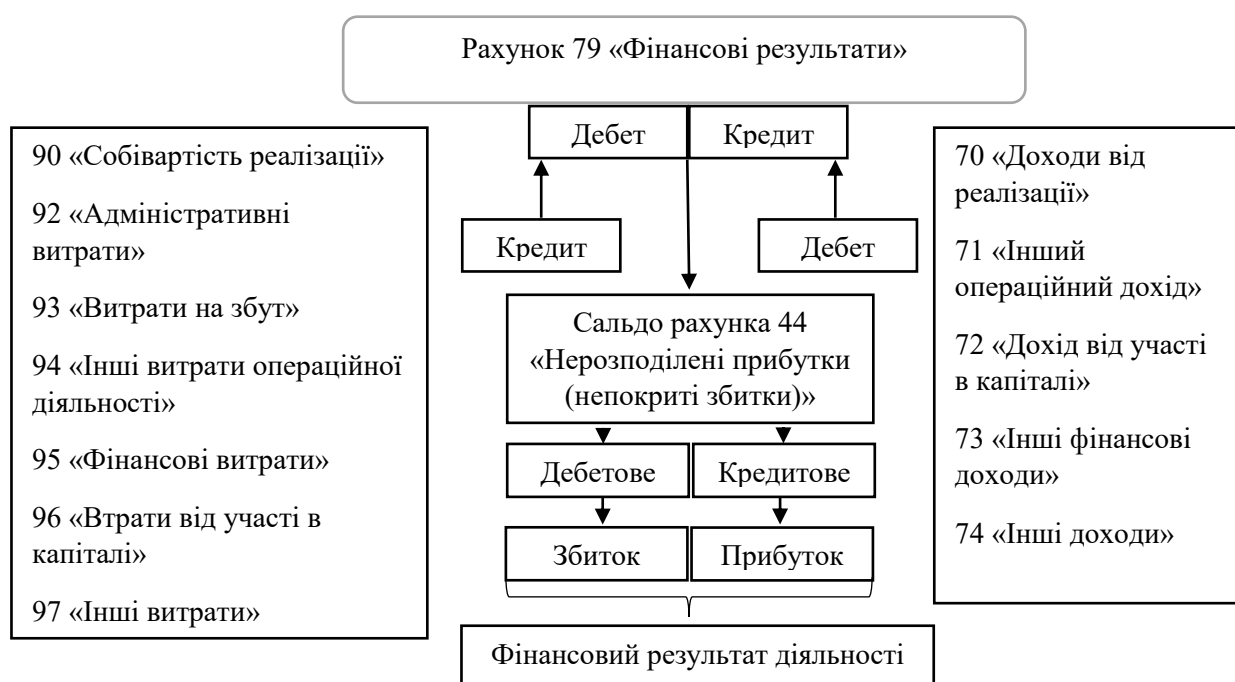 Рахунок 79 «Фінансові результати»
Дебет
Кредит
90 «Собівартість реалізації»
92 «Адміністративні
витрати»
93 «Витрати на збут»
94 «Інші витрати операційної
діяльності»
95 «Фінансові витрати»
96 «Втрати від участі в
капіталі»
97 «Інші витрати»
Кредит
Дебет
Сальдо рахунка 44
«Нерозподілені прибутки
(непокриті збитки)»
Дебетове
Кредитове
Збиток
Прибуток
Фінансовий результат діяльності
70 «Доходи від
реалізації»
71 «Інший
операційний дохід»
72 «Дохід від участі
в капіталі»
73 «Інші фінансові
доходи»
74 «Інші доходи»